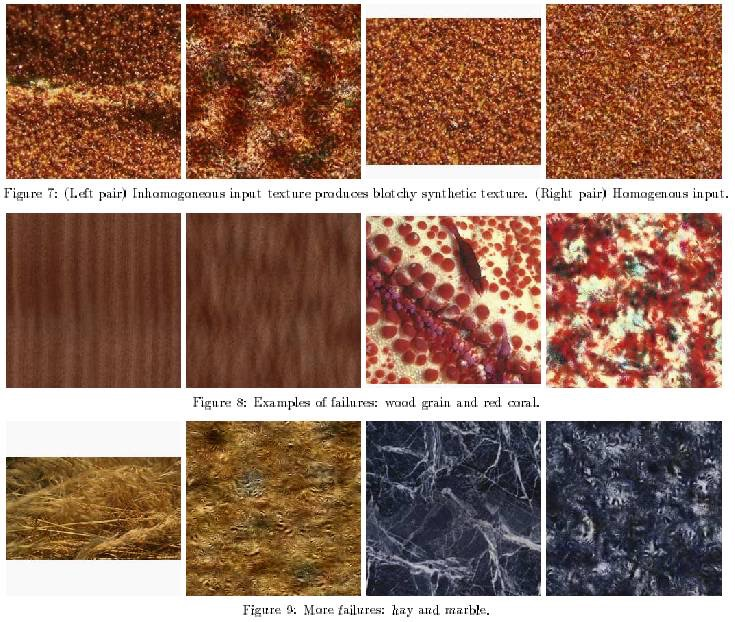 Figure 7: (Left pair) Inhomogoneous input texture produces blotchy synthetic texture. (Right pair) Homogenous input.
Figure 8: Examples of failures: wood grain and red coral.
Figure 9: More failures: hay and marble.